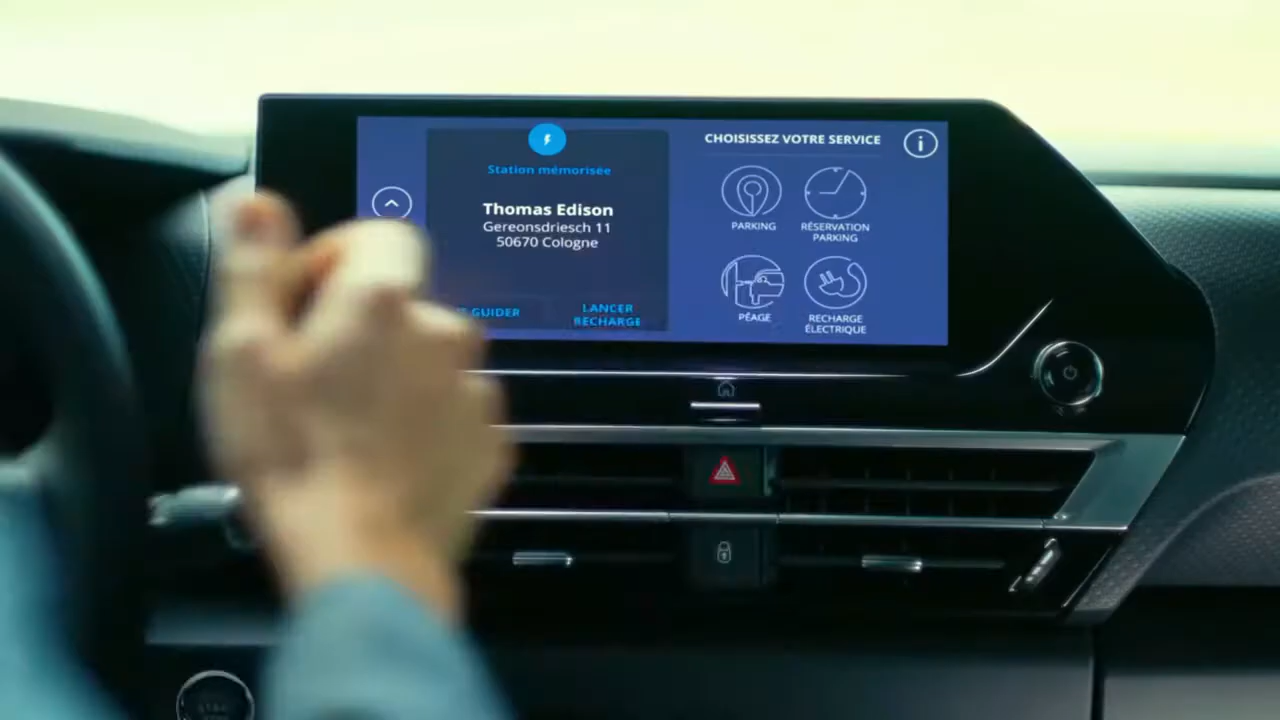 Station mémorisée
Thomas Edison
Gereonsdriesch 11
50670 Cologne
GUIDER
LANCER
RECHARGE
CHOISISSEZ VOTRE SERVICE
i
PARKING
RÉSERVATION
PARKING
PÉAGE
RECHARGE
ÉLECTRIQUE